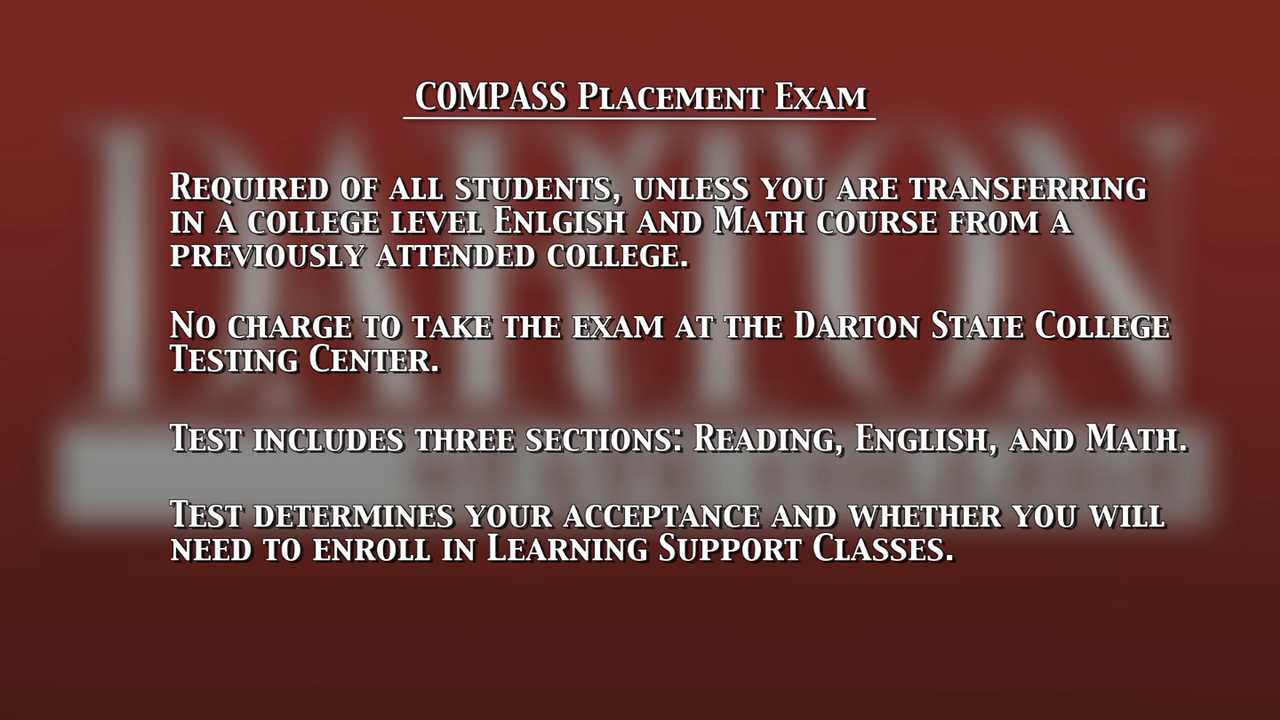 COMPASS Placement Exam
Required of all students, unless you are transferring
in a college level Enlgish and Math course from a
previously attended college.
No charge to take the exam at the Darton State College
Testing Center.
Test includes three sections: Reading, English, and Math.
Test determines your acceptance and whether you will
need to enroll in Learning Support Classes.
DARTON